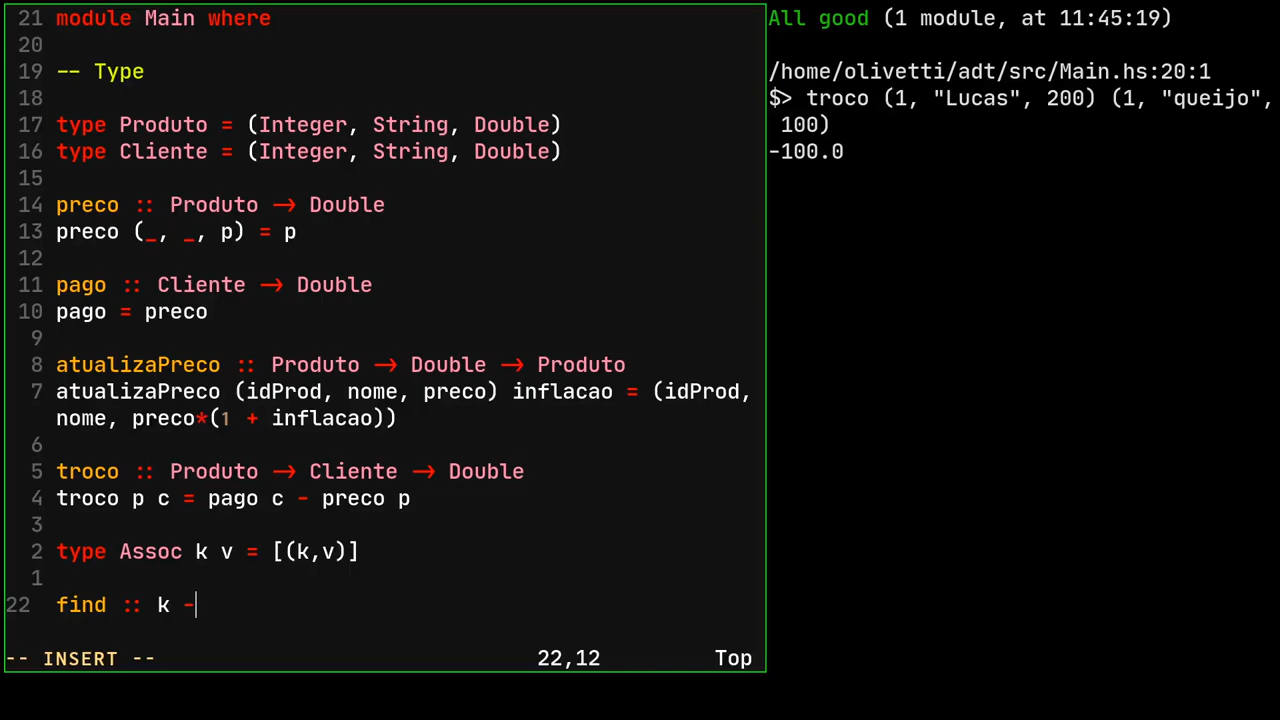 21 module Main where
20
19 -- Type
18
17 type Produto = (Integer, String, Double)
16 type Cliente = (Integer, String, Double)
15
14 preco :: Produto -> Double
13 preco (_, _, p) = p
12
11 pago :: Cliente -> Double
10 pago = preco
9
8 atualizaPreco :: Produto -> Double -> Produto
7 atualizaPreco (idProd, nome, preco) inflacao = (idProd,
nome, preco*(1 + inflacao))
6
5 troco :: Produto -> Cliente -> Double
4 troco p c = pago c - preco p
3
2 type Assoc k v = [(k,v)]
1
22 find :: k -
-- INSERT -- 22,12 Top
All good (1 module, at 11:45:19)
/home/olivetti/adt/src/Main.hs:20:1
$> troco (1, "Lucas", 200) (1, "queijo",
100)
-100.0